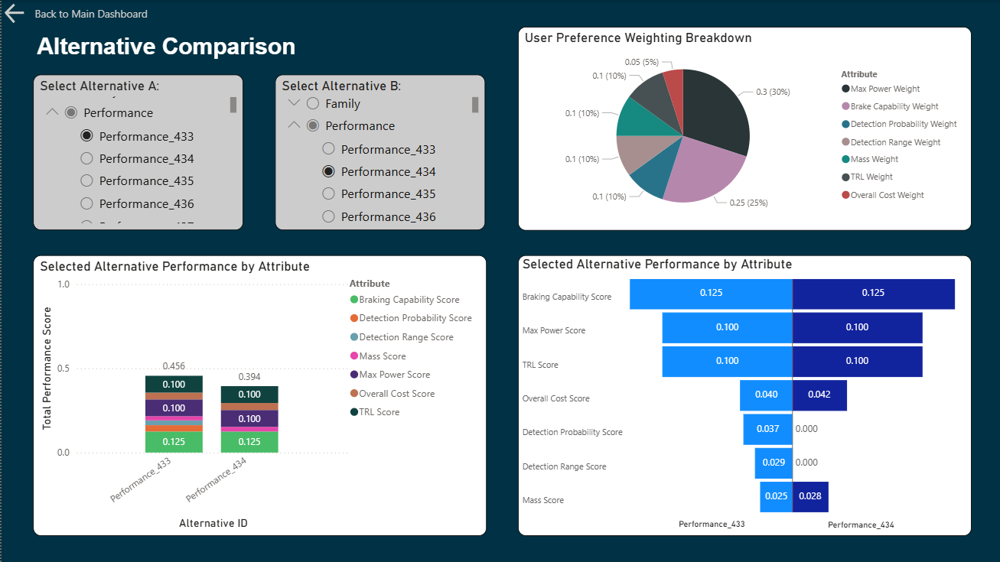 Back to Main Dashboard
Alternative Comparison
Select Alternative A:
Performance
Performance_433
Performance_434
Performance_435
Performance_436
Select Alternative B:
Family
Performance
Performance_433
Performance_434
Performance_435
Performance_436
User Preference Weighting Breakdown
0.05 (5%)
0.1 (10%)
0.1 (10%)
0.1 (10%)
0.1 (10%)
0.3 (30%)
0.25 (25%)
Attribute
Max Power Weight
Brake Capability Weight
Detection Probability Weight
Detection Range Weight
Mass Weight
TRL Weight
Overall Cost Weight
Selected Alternative Performance by Attribute
Total Performance Score
1.0
0.5
0.0
0.456
0.100
0.100
0.125
0.394
0.100
0.100
0.125
Performance_433
Performance_434
Alternative ID
Attribute
Braking Capability Score
Detection Probability Score
Detection Range Score
Mass Score
Max Power Score
Overall Cost Score
TRL Score
Selected Alternative Performance by Attribute
Braking Capability Score 0.125 0.125
Max Power Score 0.100 0.100
TRL Score 0.100 0.100
Overall Cost Score 0.040 0.042
Detection Probability Score 0.037 0.000
Detection Range Score 0.029 0.000
Mass Score 0.025 0.028
Performance_433 Performance_434